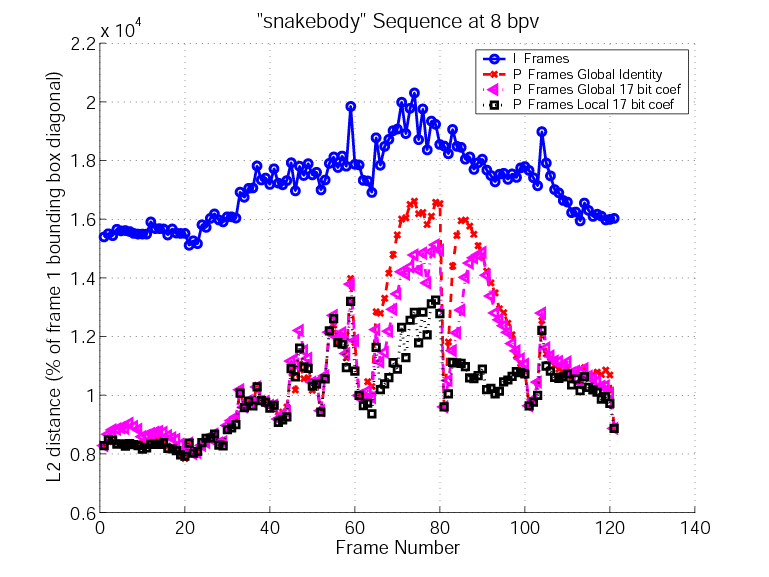 "snakebody" Sequence at 8 bpv
x 10⁴
2.2
2
1.8
1.6
1.4
1.2
1
0.8
0.6
L2 distance (% of frame 1 bounding box diagonal)
I Frames
P Frames Global Identity
P Frames Global 17 bit coef
P Frames Local 17 bit coef
0 20 40 60 80 100 120 140
Frame Number